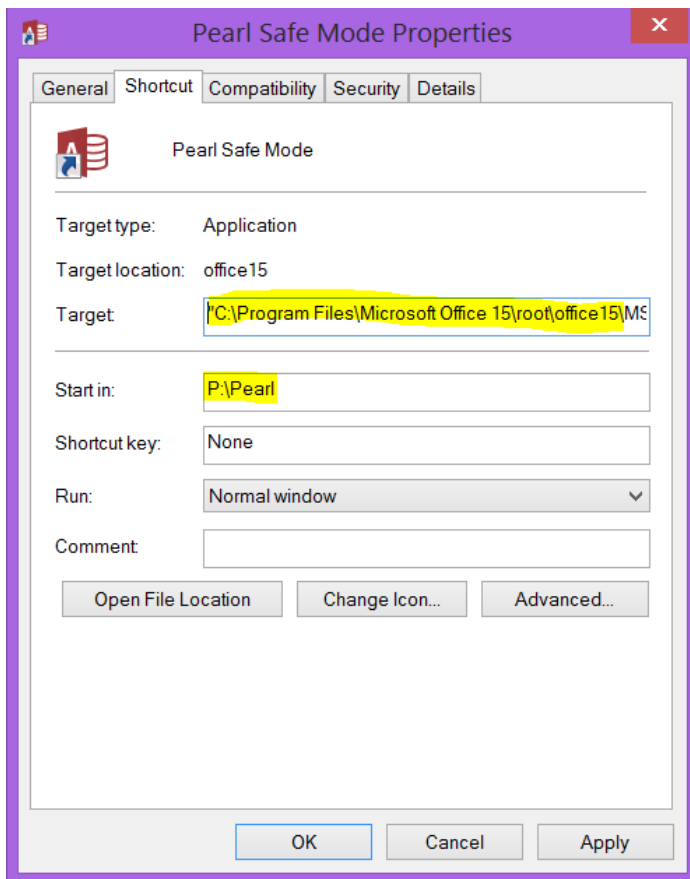 Pearl Safe Mode Properties
General Shortcut Compatibility Security Details
Pearl Safe Mode
Target type: Application
Target location: office15
Target: "C:\Program Files\Microsoft Office 15\root\office15\MS
Start in: P:\Pearl
Shortcut key: None
Run: Normal window
Comment:
Open File Location Change Icon... Advanced...
OK Cancel Apply